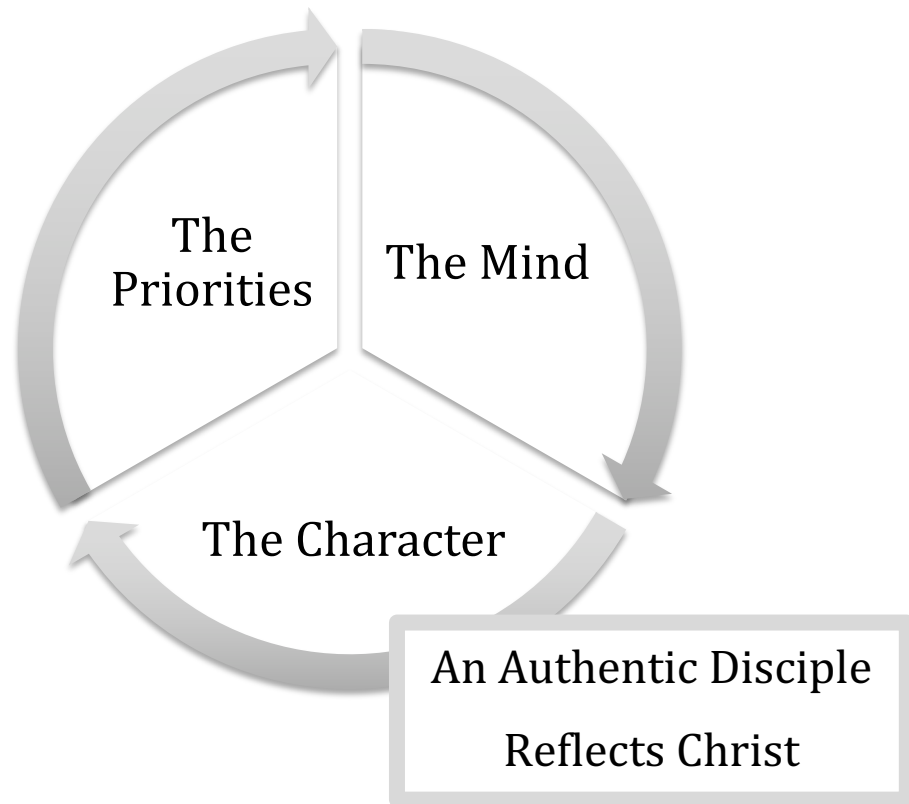 The
Priorities
The Mind
The Character
An Authentic Disciple
Reflects Christ